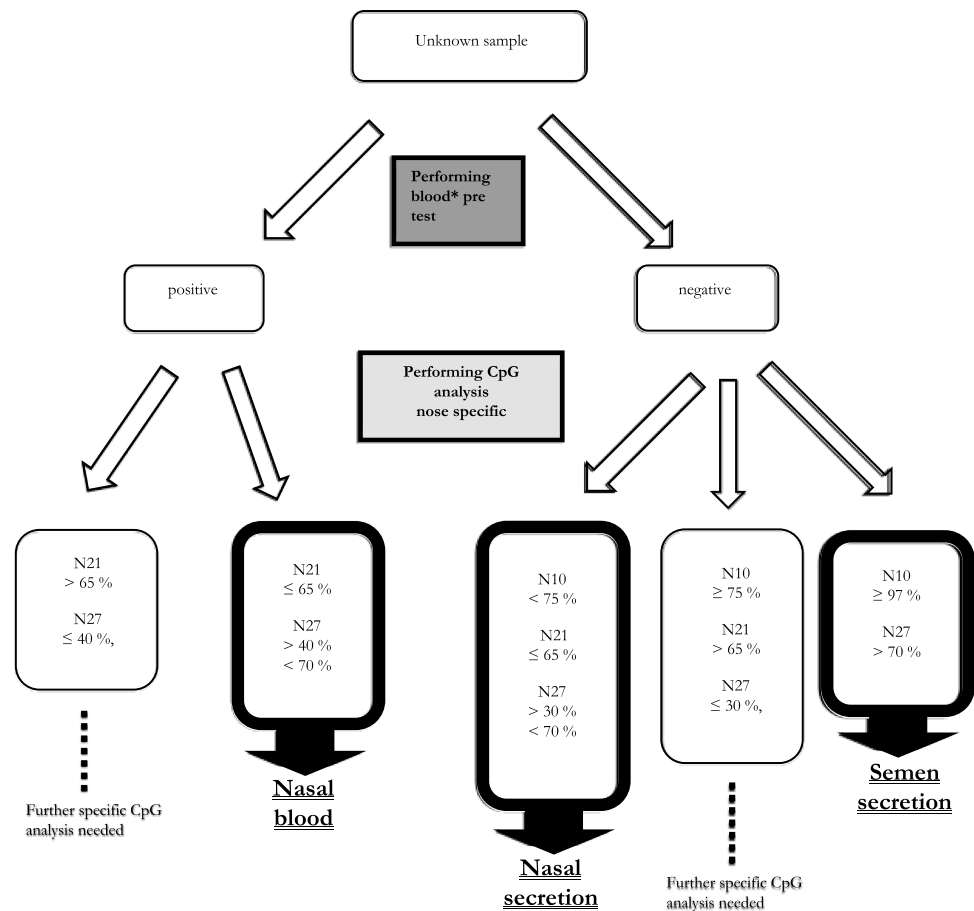 Unknown sample
Performing
blood* pre
test
positive
negative
Performing CpG
analysis
nose specific
N21
> 65 %
N27
≤ 40 %,
Further specific CpG
analysis needed
N21
≤ 65 %
N27
> 40 %
< 70 %
Nasal
blood
N10
< 75 %
N21
≤ 65 %
N27
> 30 %
< 70 %
Nasal
secretion
N10
≥ 75 %
N21
> 65 %
N27
≤ 30 %,
Further specific CpG
analysis needed
N10
≥ 97 %
N27
> 70 %
Semen
secretion